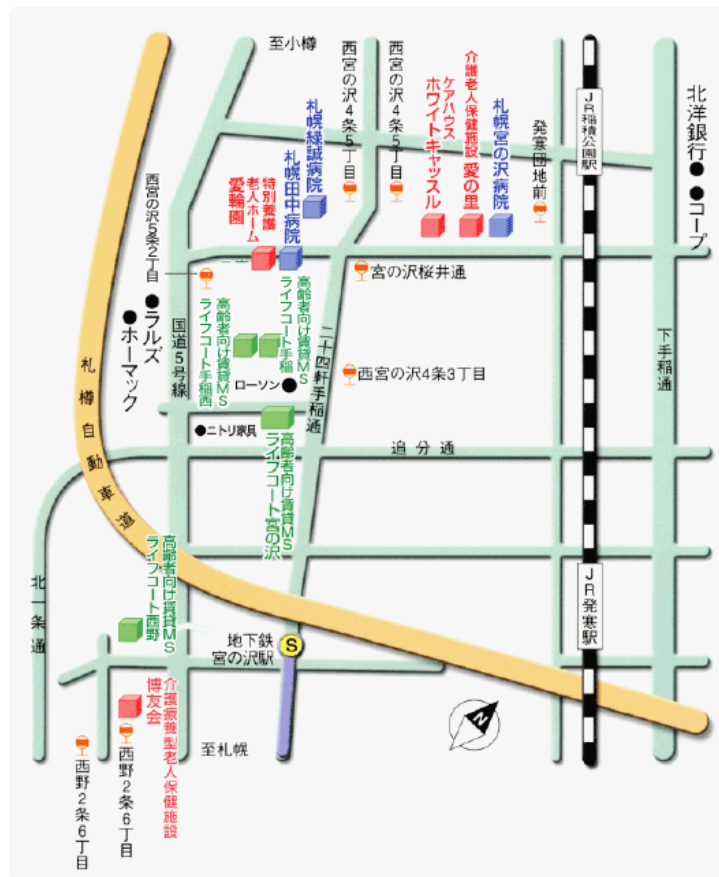 至小樽
西宮の沢4条5丁目
西宮の沢4条5丁目
介護老人保健施設
愛の里
ケアハウス
ホワイトキャッスル
札幌宮の沢病院
発寒団地前
JR稲積公園駅
北洋銀行
コープ
札幌緑誠病院
札幌田中病院
特別養護
老人ホーム
愛輪園
西宮の沢5条2丁目
宮の沢桜井通
ラルズ
ホーマック
国道5号線
高齢者向け賃貸MS
ライフコート手稲西
高齢者向け賃貸MS
ライフコート手稲
二十四軒手稲通
下手稲通
西宮の沢4条3丁目
ローソン
札樽自動車道
ニトリ家具
追分通
高齢者向け賃貸MS
ライフコート宮の沢
高齢者向け賃貸MS
ライフコート西野
北一条通
JR発寒駅
地下鉄
宮の沢駅
S
介護療養型老人保健施設
博友会
N
至札幌
西野2条6丁目
西野2条6丁目